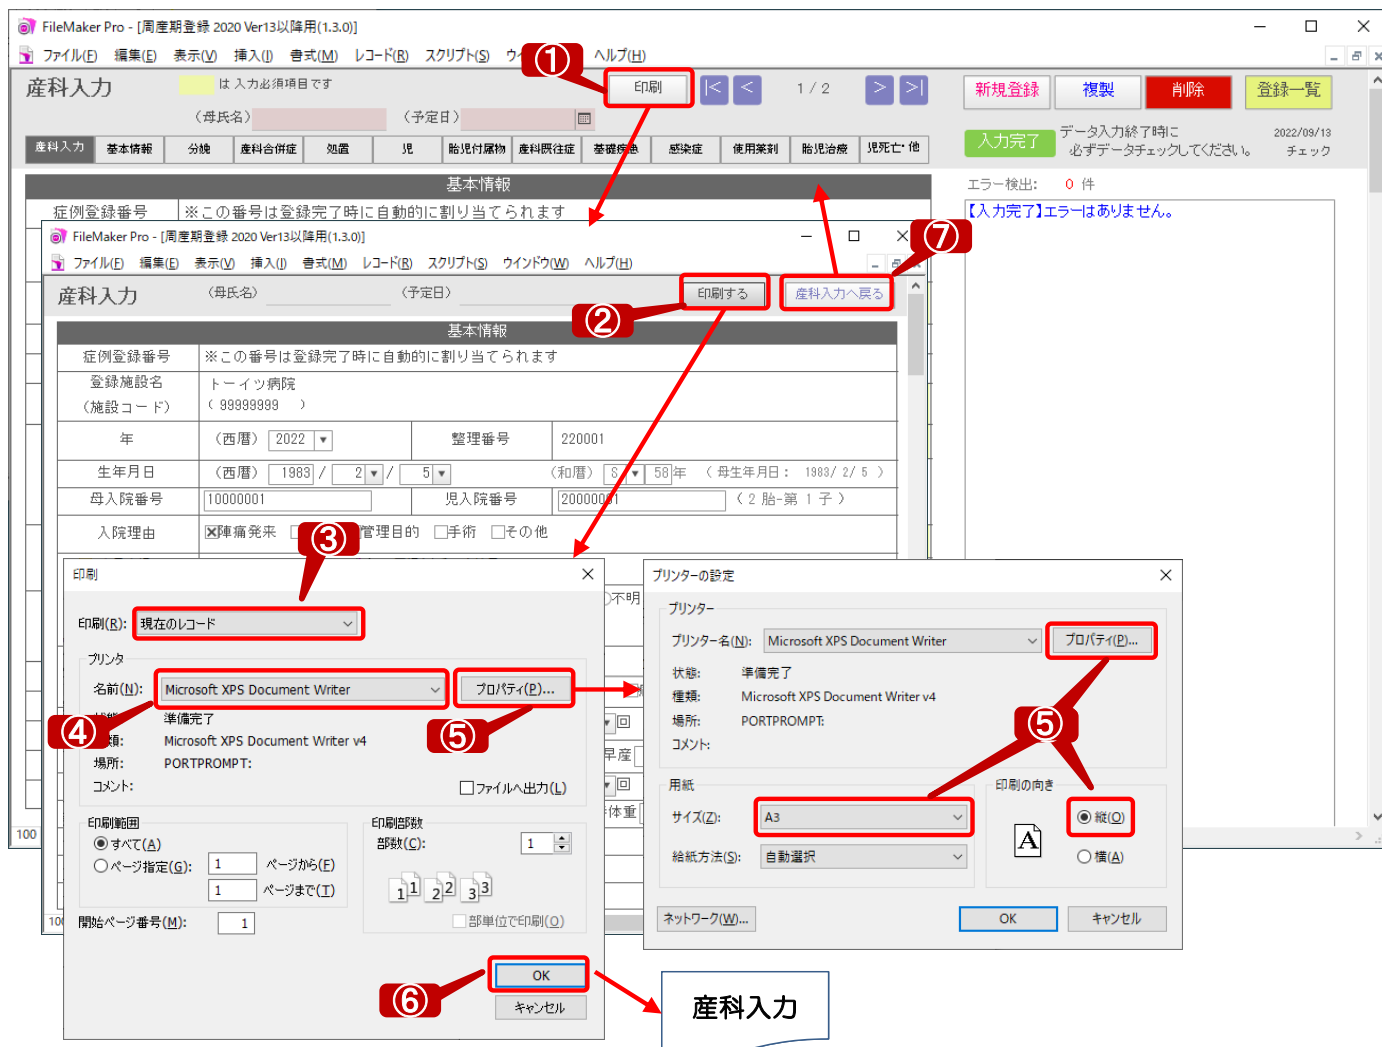 FileMaker Pro - [周産期登録 2020 Ver13以降用(1.3.0)]
ファイル(F) 編集(E) 表示(V) 挿入(I) 書式(M) レコード(R) スクリプト(S) ヘルプ(H)
①
産科入力 は入力必須項目です 印刷 |< < 1 / 2 > >| 新規登録 複製 削除 登録一覧
(母氏名) (予定日)
入力完了 データ入力終了時に
必ずデータチェックしてください。
2022/09/13
チェック
産科入力 基本情報 分娩 産科合併症 処置 児 胎児付属物 産科既往症 基礎疾患 感染症 使用薬剤 胎児治療 児死亡・他
基本情報
エラー検出: 0 件
症例登録番号 ※この番号は登録完了時に自動的に割り当てられます
【入力完了】エラーはありません。
FileMaker Pro - [周産期登録 2020 Ver13以降用(1.3.0)]
⑦
ファイル(F) 編集(E) 表示(V) 挿入(I) 書式(M) レコード(R) スクリプト(S) ウインドウ(W) ヘルプ(H)
産科入力 (母氏名) (予定日) 印刷する 産科入力へ戻る
②
基本情報
症例登録番号 ※この番号は登録完了時に自動的に割り当てられます
登録施設名 トーイツ病院
(施設コード) ( 99999999 )
年 (西暦) 2022 整理番号 220001
生年月日 (西暦) 1983 / 2 / 5 (和暦) S 58年 ( 母生年月日: 1983/ 2/ 5 )
母入院番号 10000001 児入院番号 20000001 (2 胎-第 1 子)
入院理由 陣痛発来 管理目的 手術 その他
③
印刷
不明
印刷(R): 現在のレコード
プリンタ
名前(N): Microsoft XPS Document Writer プロパティ(P)...
④
⑤
準備完了
Microsoft XPS Document Writer v4
場所: PORTPROMPT:
コメント: ファイルへ出力(L)
回
早産
回
体重
印刷範囲
すべて(A)
ページ指定(G): 1 ページから(F)
1 ページまで(T)
印刷部数
部数(C): 1
1 1 2 2 3 3
部単位で印刷(O)
開始ページ番号(M): 1
OK
キャンセル
⑥
100
100
プリンターの設定
プリンター
プリンター名(N): Microsoft XPS Document Writer プロパティ(P)...
状態: 準備完了
種類: Microsoft XPS Document Writer v4
場所: PORTPROMPT:
コメント:
⑤
用紙
サイズ(Z): A3
給紙方法(S): 自動選択
印刷の向き
A
縦(O)
横(A)
ネットワーク(W)... OK キャンセル
産科入力